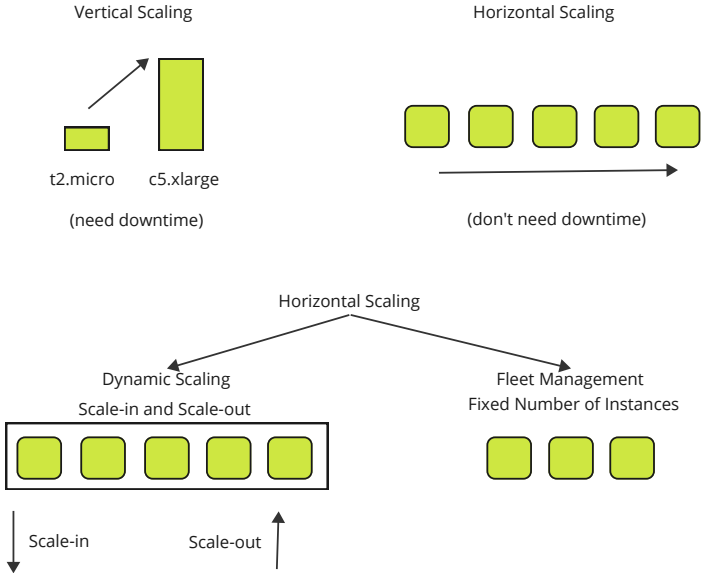 Vertical Scaling
Horizontal Scaling
t2.micro
c5.xlarge
(need downtime)
(don't need downtime)
Horizontal Scaling
Dynamic Scaling
Scale-in and Scale-out
Fleet Management
Fixed Number of Instances
Scale-in
Scale-out